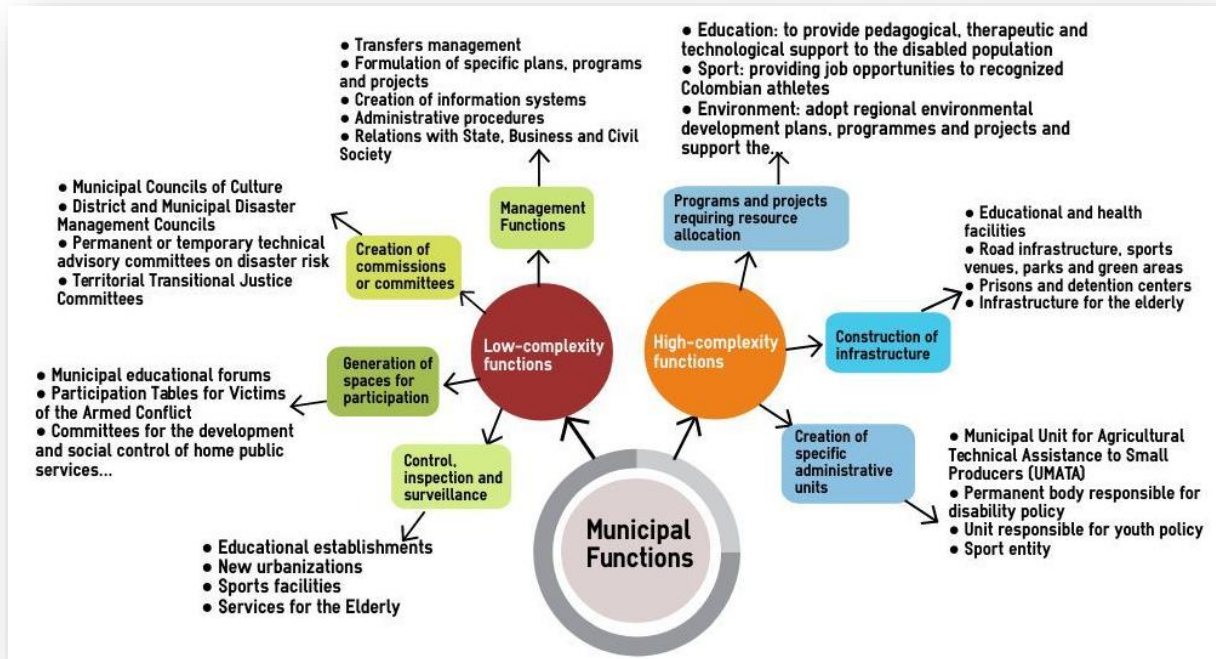 ● Transfers management
● Formulation of specific plans, programs
and projects
● Creation of information systems
● Administrative procedures
● Relations with State, Business and Civil
Society
● Education: to provide pedagogical, therapeutic and
technological support to the disabled population
● Sport: providing job opportunities to recognized
Colombian athletes
● Environment: adopt regional environmental
development plans, programmes and projects and
support the...
● Municipal Councils of Culture
● District and Municipal Disaster
Management Councils
● Permanent or temporary technical
advisory committees on disaster risk
● Territorial Transitional Justice
Committees
Creation of
commissions
or committees
Management
Functions
Programs and projects
requiring resource
allocation
● Educational and health
facilities
● Road infrastructure, sports
venues, parks and green areas
● Prisons and detention centers
● Infrastructure for the elderly
Low-complexity
functions
High-complexity
functions
Construction of
infrastructure
● Municipal educational forums
● Participation Tables for Victims
of the Armed Conflict
● Committees for the development
and social control of home public
services...
Generation of
spaces for
participation
Control,
inspection and
surveillance
Creation of
specific
administrative
units
● Municipal Unit for Agricultural
Technical Assistance to Small
Producers (UMATA)
● Permanent body responsible for
disability policy
● Unit responsible for youth policy
● Sport entity
● Educational establishments
● New urbanizations
● Sports facilities
● Services for the Elderly
Municipal
Functions